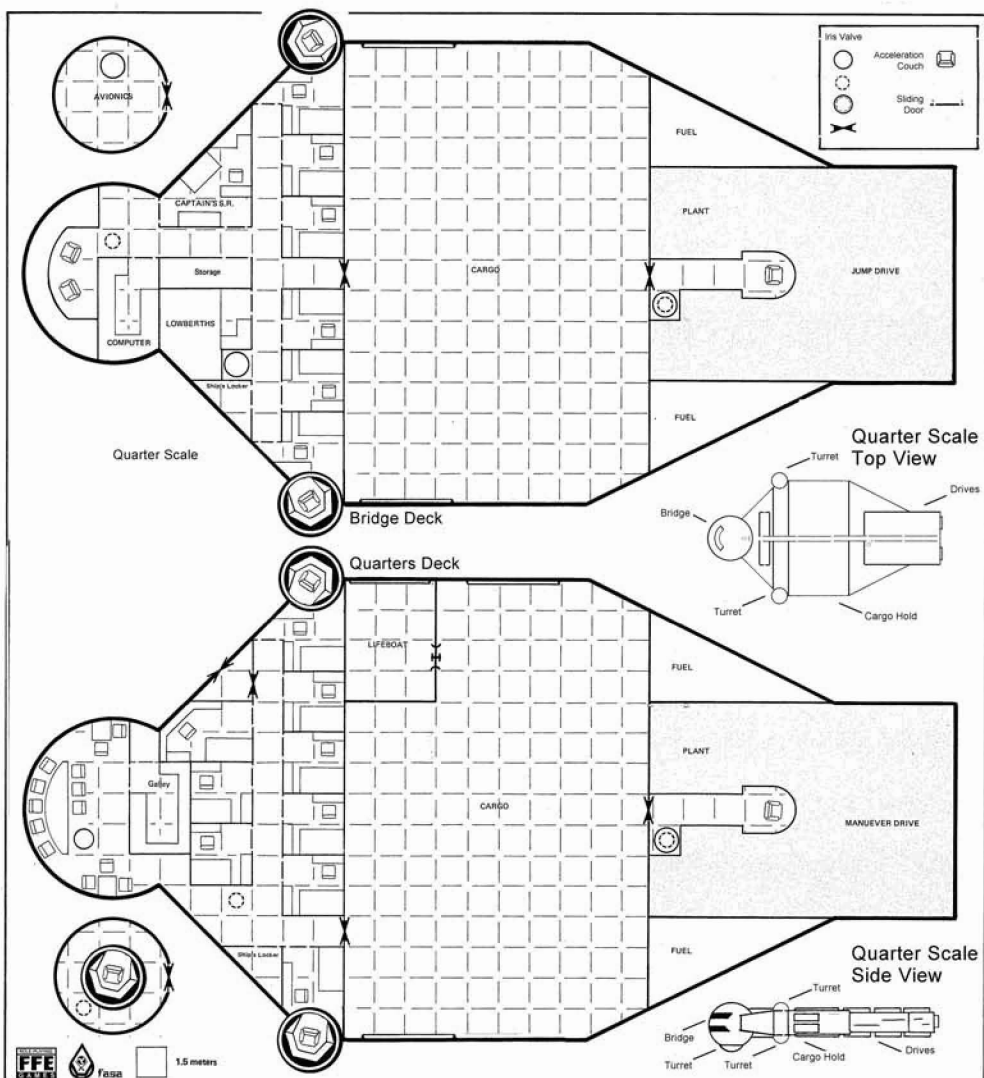 Iris Valve
Acceleration
Couch
Sliding
Door
AVIONICS
FUEL
CAPTAIN'S S.R.
PLANT
Storage
CARGO
JUMP DRIVE
LOWBERTHS
COMPUTER
Ship's Locker
FUEL
Quarter Scale
Quarter Scale
Top View
Turret
Drives
Bridge
Turret
Cargo Hold
Bridge Deck
Quarters Deck
LIFEBOAT
FUEL
PLANT
Galley
CARGO
MANUEVER DRIVE
Ship's Locker
FUEL
Quarter Scale
Side View
Turret
Bridge
Turret
Turret
Cargo Hold
Drives
FFE
GAMES
fasa
1.5 meters